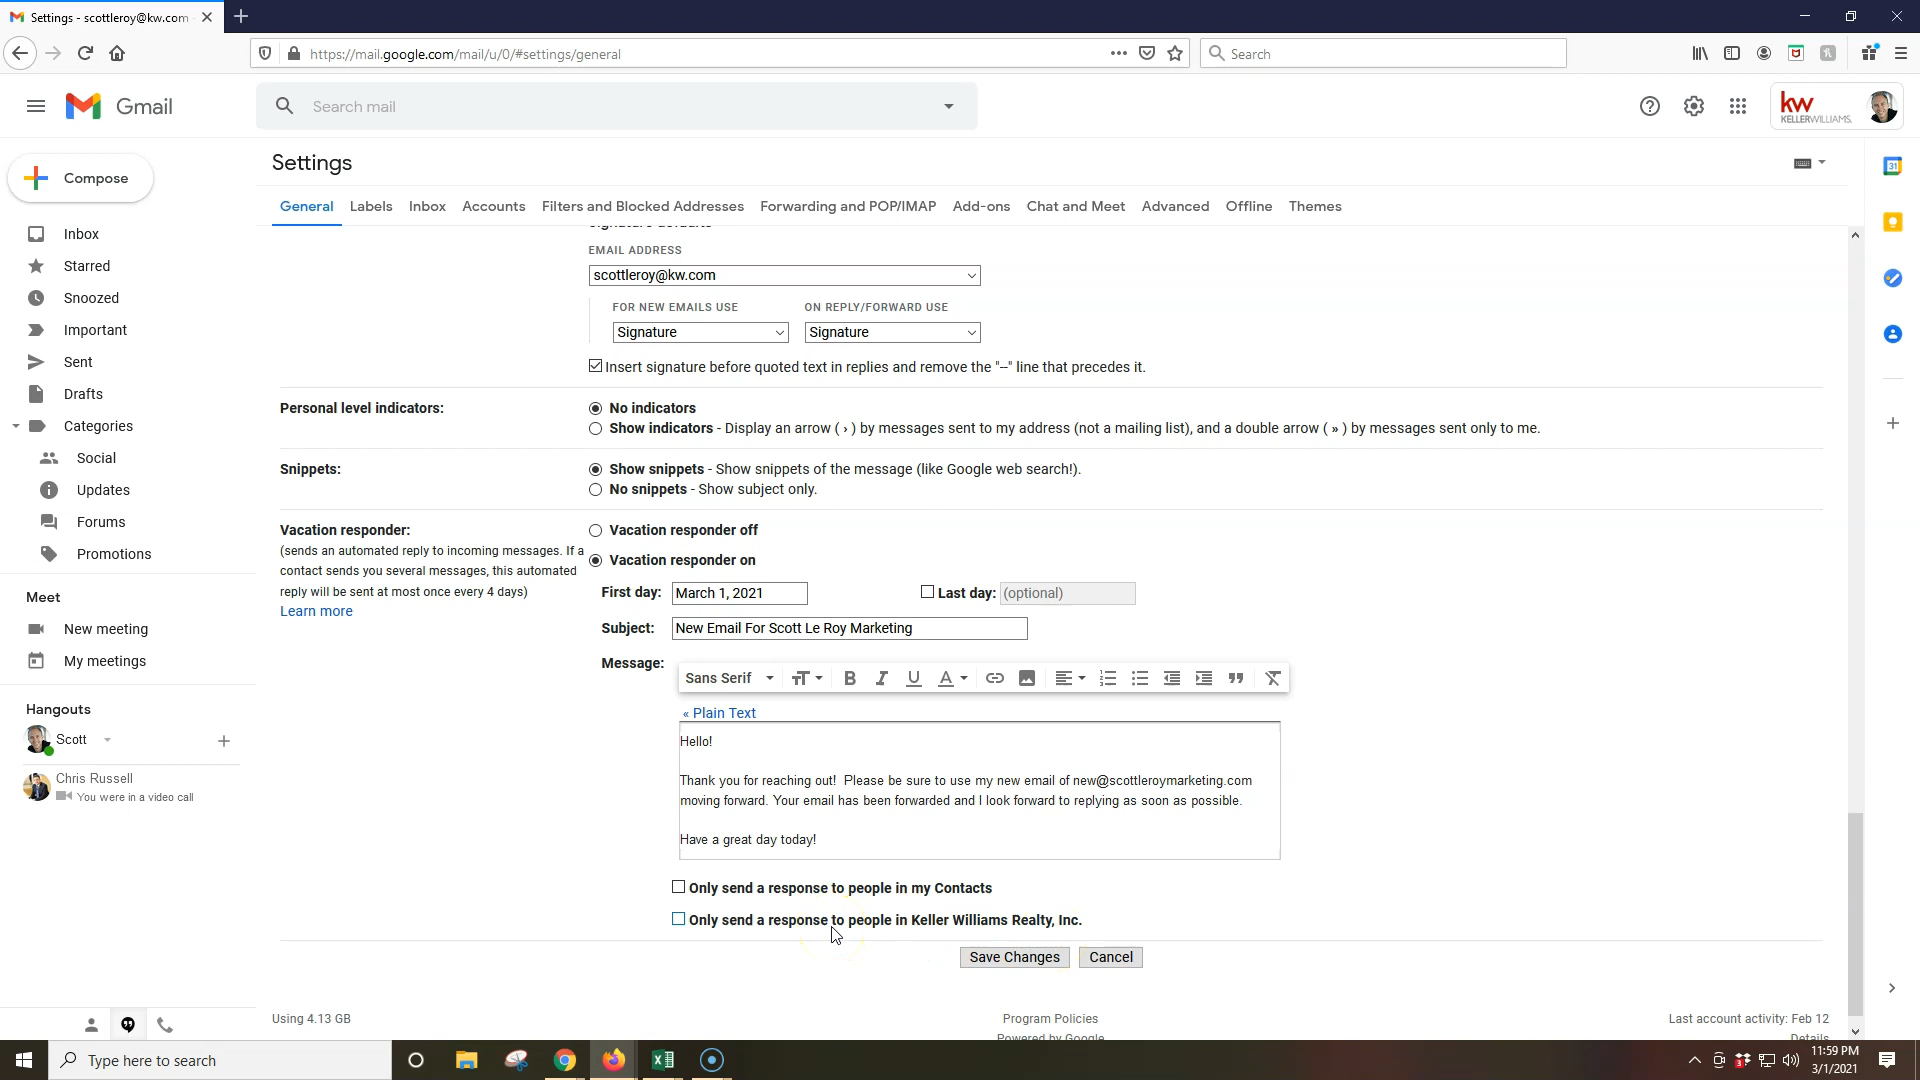 Settings - scottleroy@kw.com
https://mail.google.com/mail/u/0/#settings/general
Search
Gmail
Search mail
kw
KELLERWILLIAMS.
Compose
Settings
General Labels Inbox Accounts Filters and Blocked Addresses Forwarding and POP/IMAP Add-ons Chat and Meet Advanced Offline Themes
Inbox
Starred
Snoozed
Important
Sent
Drafts
Categories
Social
Updates
Forums
Promotions
Meet
New meeting
My meetings
Hangouts
Scott
Chris Russell
You were in a video call
Signature defaults
EMAIL ADDRESS
scottleroy@kw.com
FOR NEW EMAILS USE ON REPLY/FORWARD USE
Signature Signature
Insert signature before quoted text in replies and remove the "--" line that precedes it.
Personal level indicators: No indicators
Show indicators - Display an arrow ( › ) by messages sent to my address (not a mailing list), and a double arrow ( » ) by messages sent only to me.
Snippets: Show snippets - Show snippets of the message (like Google web search!).
No snippets - Show subject only.
Vacation responder: Vacation responder off
(sends an automated reply to incoming messages. If a
contact sends you several messages, this automated
reply will be sent at most once every 4 days)
Learn more
Vacation responder on
First day: March 1, 2021 Last day: (optional)
Subject: New Email For Scott Le Roy Marketing
Message:
Sans Serif
« Plain Text
Hello!
Thank you for reaching out!  Please be sure to use my new email of new@scottleroymarketing.com
moving forward. Your email has been forwarded and I look forward to replying as soon as possible.
Have a great day today!
Only send a response to people in my Contacts
Only send a response to people in Keller Williams Realty, Inc.
Save Changes Cancel
Using 4.13 GB Program Policies Last account activity: Feb 12
Powered by Google Details
31
Type here to search
11:59 PM
3/1/2021